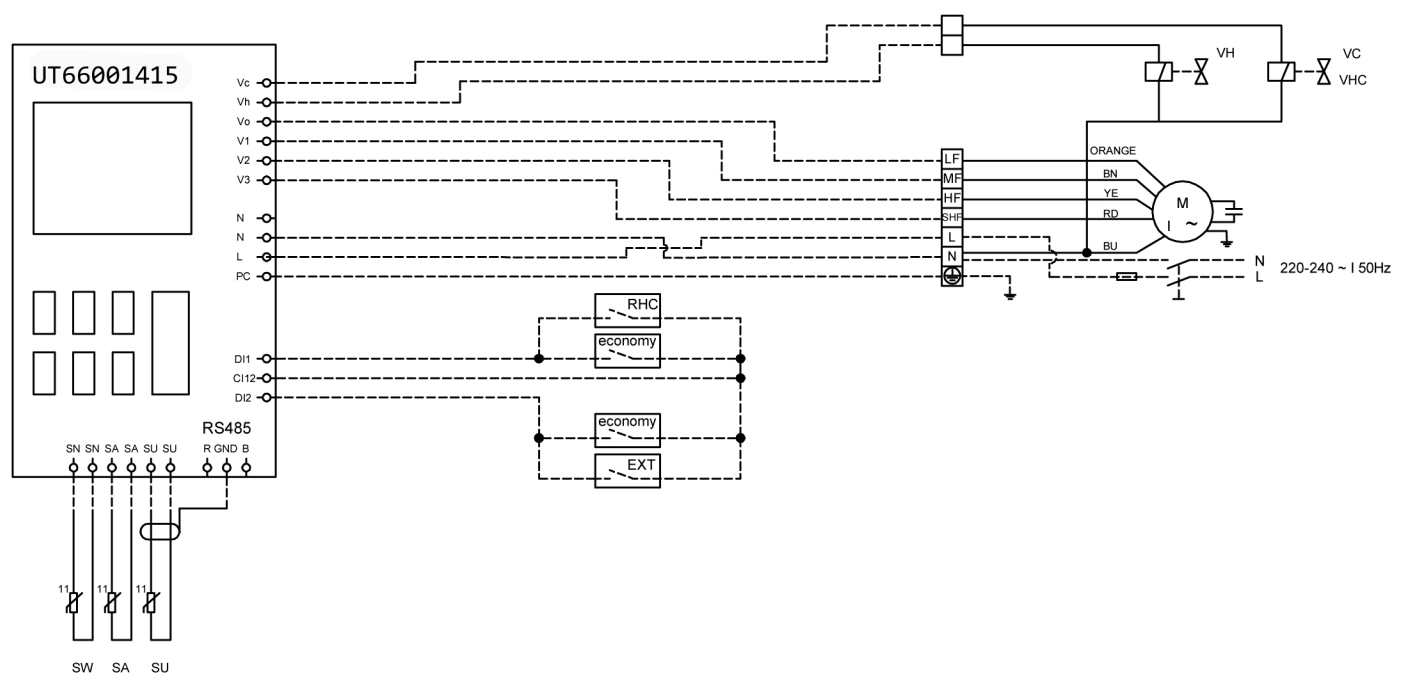 UT66001415
Vc
Vh
Vo
V1
V2
V3
N
N
L
PC
DI1
CI12
DI2
RS485
SN SN SA SA SU SU R GND B
11 11 11
SW SA SU
RHC
economy
economy
EXT
LF
MF
HF
SHF
L
N
ORANGE
BN
YE
RD
BU
M
I ~
VH
VC
VHC
N
L
220-240 ~ I 50Hz